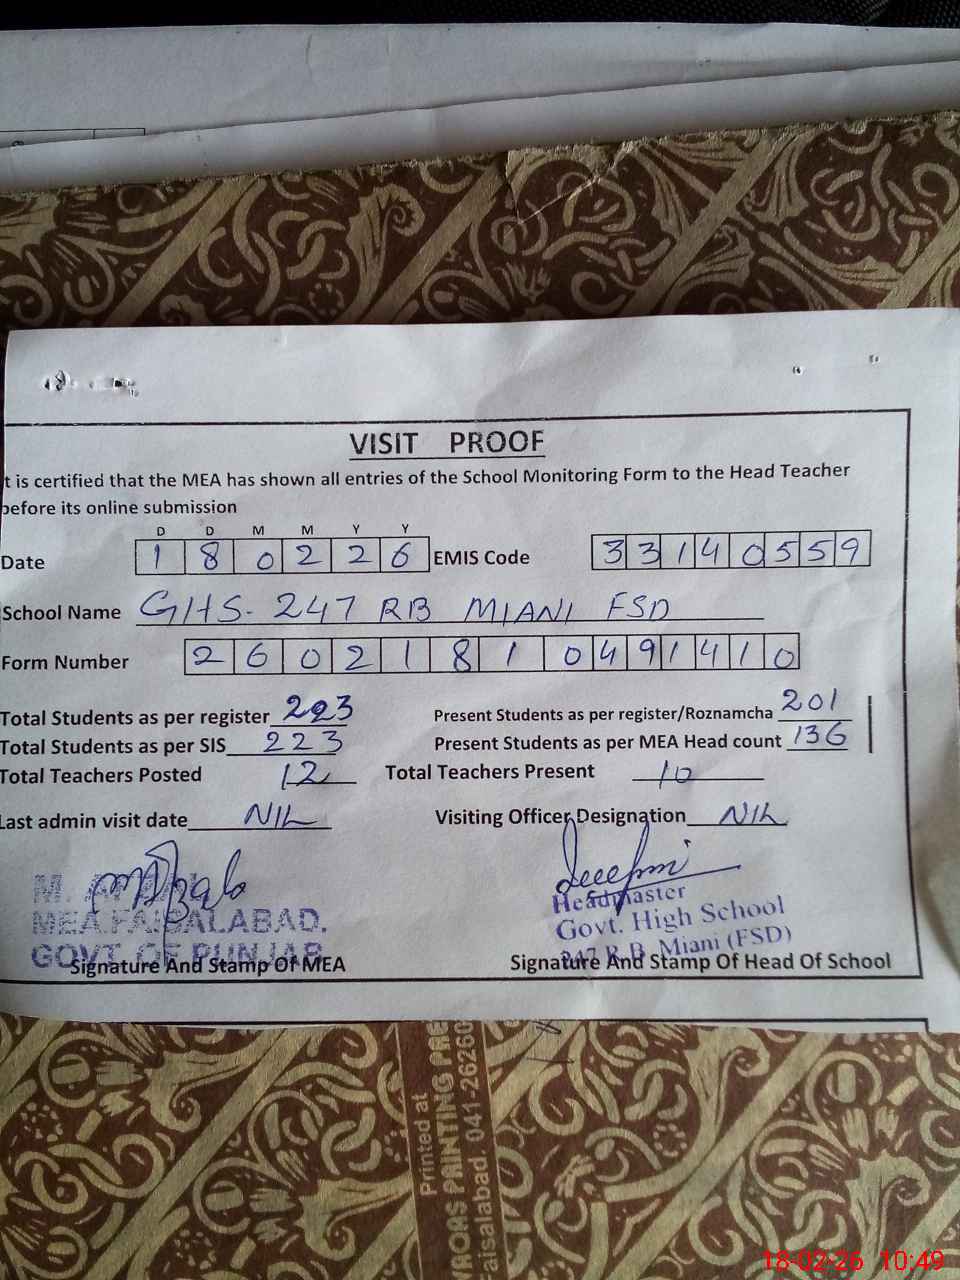 VISIT PROOF
t is certified that the MEA has shown all entries of the School Monitoring Form to the Head Teacher
before its online submission
D D M M Y Y
Date 1 8 0 2 2 6 EMIS Code 3 3 1 4 0 5 5 9
School Name GHS- 247 RB MIANI FSD
Form Number 2 6 0 2 1 8 1 0 4 9 1 4 1 0
Total Students as per register 223 Present Students as per register/Roznamcha 201
Total Students as per SIS 223 Present Students as per MEA Head count 136
Total Teachers Posted 12 Total Teachers Present 10
Last admin visit date NIL Visiting Officer Designation NIL
M.
MEA.FAISALABAD.
GOVT. OF PUNJAB
Signature And Stamp Of MEA
Headmaster
Govt. High School
247 R.B. Miani (FSD)
Signature And Stamp Of Head Of School
Printed at
PRINTING PRE
aisalabad. 041-26260
18-02-26 10:49